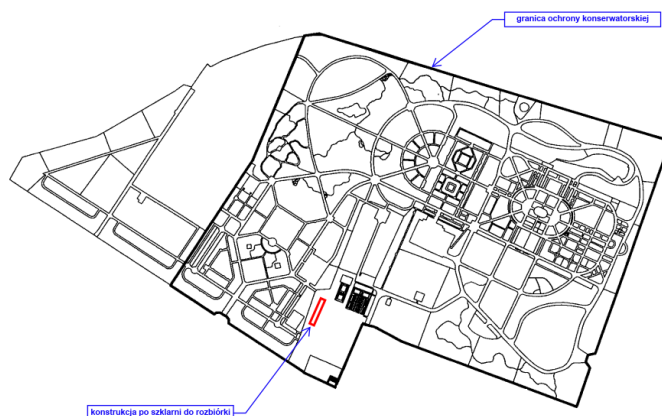 granica ochrony konserwatorskiej
konstrukcja po szklarni do rozbiórki